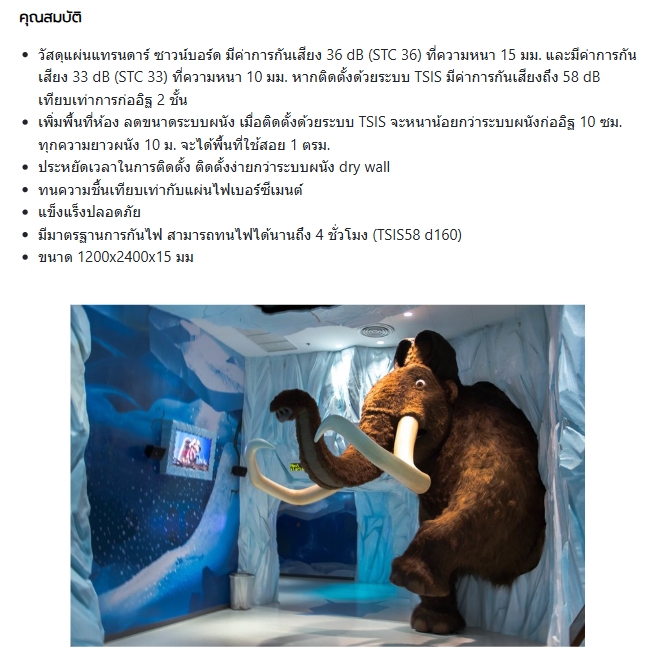 คุณสมบัติ
วัสดุแผ่นแทรนดาร์ ซาวน์บอร์ด มีค่าการกันเสียง 36 dB (STC 36) ที่ความหนา 15 มม. และมีค่าการกัน
เสียง 33 dB (STC 33) ที่ความหนา 10 มม. หากติดตั้งด้วยระบบ TSIS มีค่าการกันเสียงถึง 58 dB
เทียบเท่าการก่ออิฐ 2 ชั้น
เพิ่มพื้นที่ห้อง ลดขนาดระบบผนัง เมื่อติดตั้งด้วยระบบ TSIS จะหนาน้อยกว่าระบบผนังก่ออิฐ 10 ซม.
ทุกความยาวผนัง 10 ม. จะได้พื้นที่ใช้สอย 1 ตรม.
ประหยัดเวลาในการติดตั้ง ติดตั้งง่ายกว่าระบบผนัง dry wall
ทนความชื้นเทียบเท่ากับแผ่นไฟเบอร์ซีเมนต์
แข็งแร็งปลอดภัย
มีมาตรฐานการกันไฟ สามารถทนไฟได้นานถึง 4 ชั่วโมง (TSIS58 d160)
ขนาด 1200x2400x15 มม